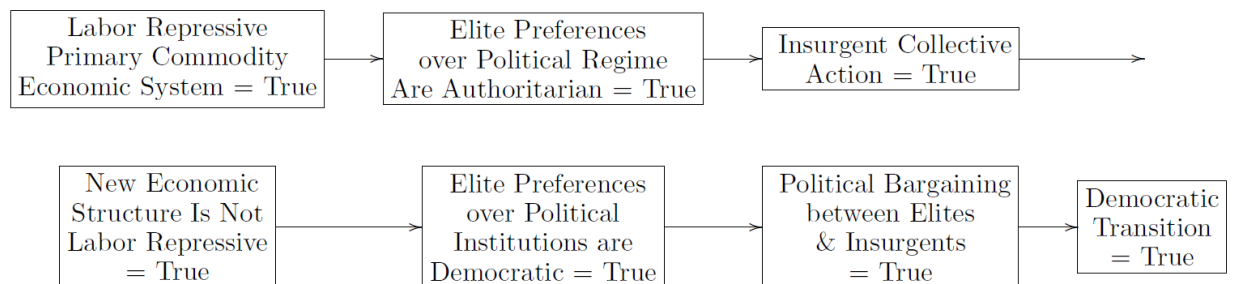 Labor Repressive
Primary Commodity
Economic System = True
Elite Preferences
over Political Regime
Are Authoritarian = True
Insurgent Collective
Action = True
New Economic
Structure Is Not
Labor Repressive
= True
Elite Preferences
over Political
Institutions are
Democratic = True
Political Bargaining
between Elites
& Insurgents
= True
Democratic
Transition
= True